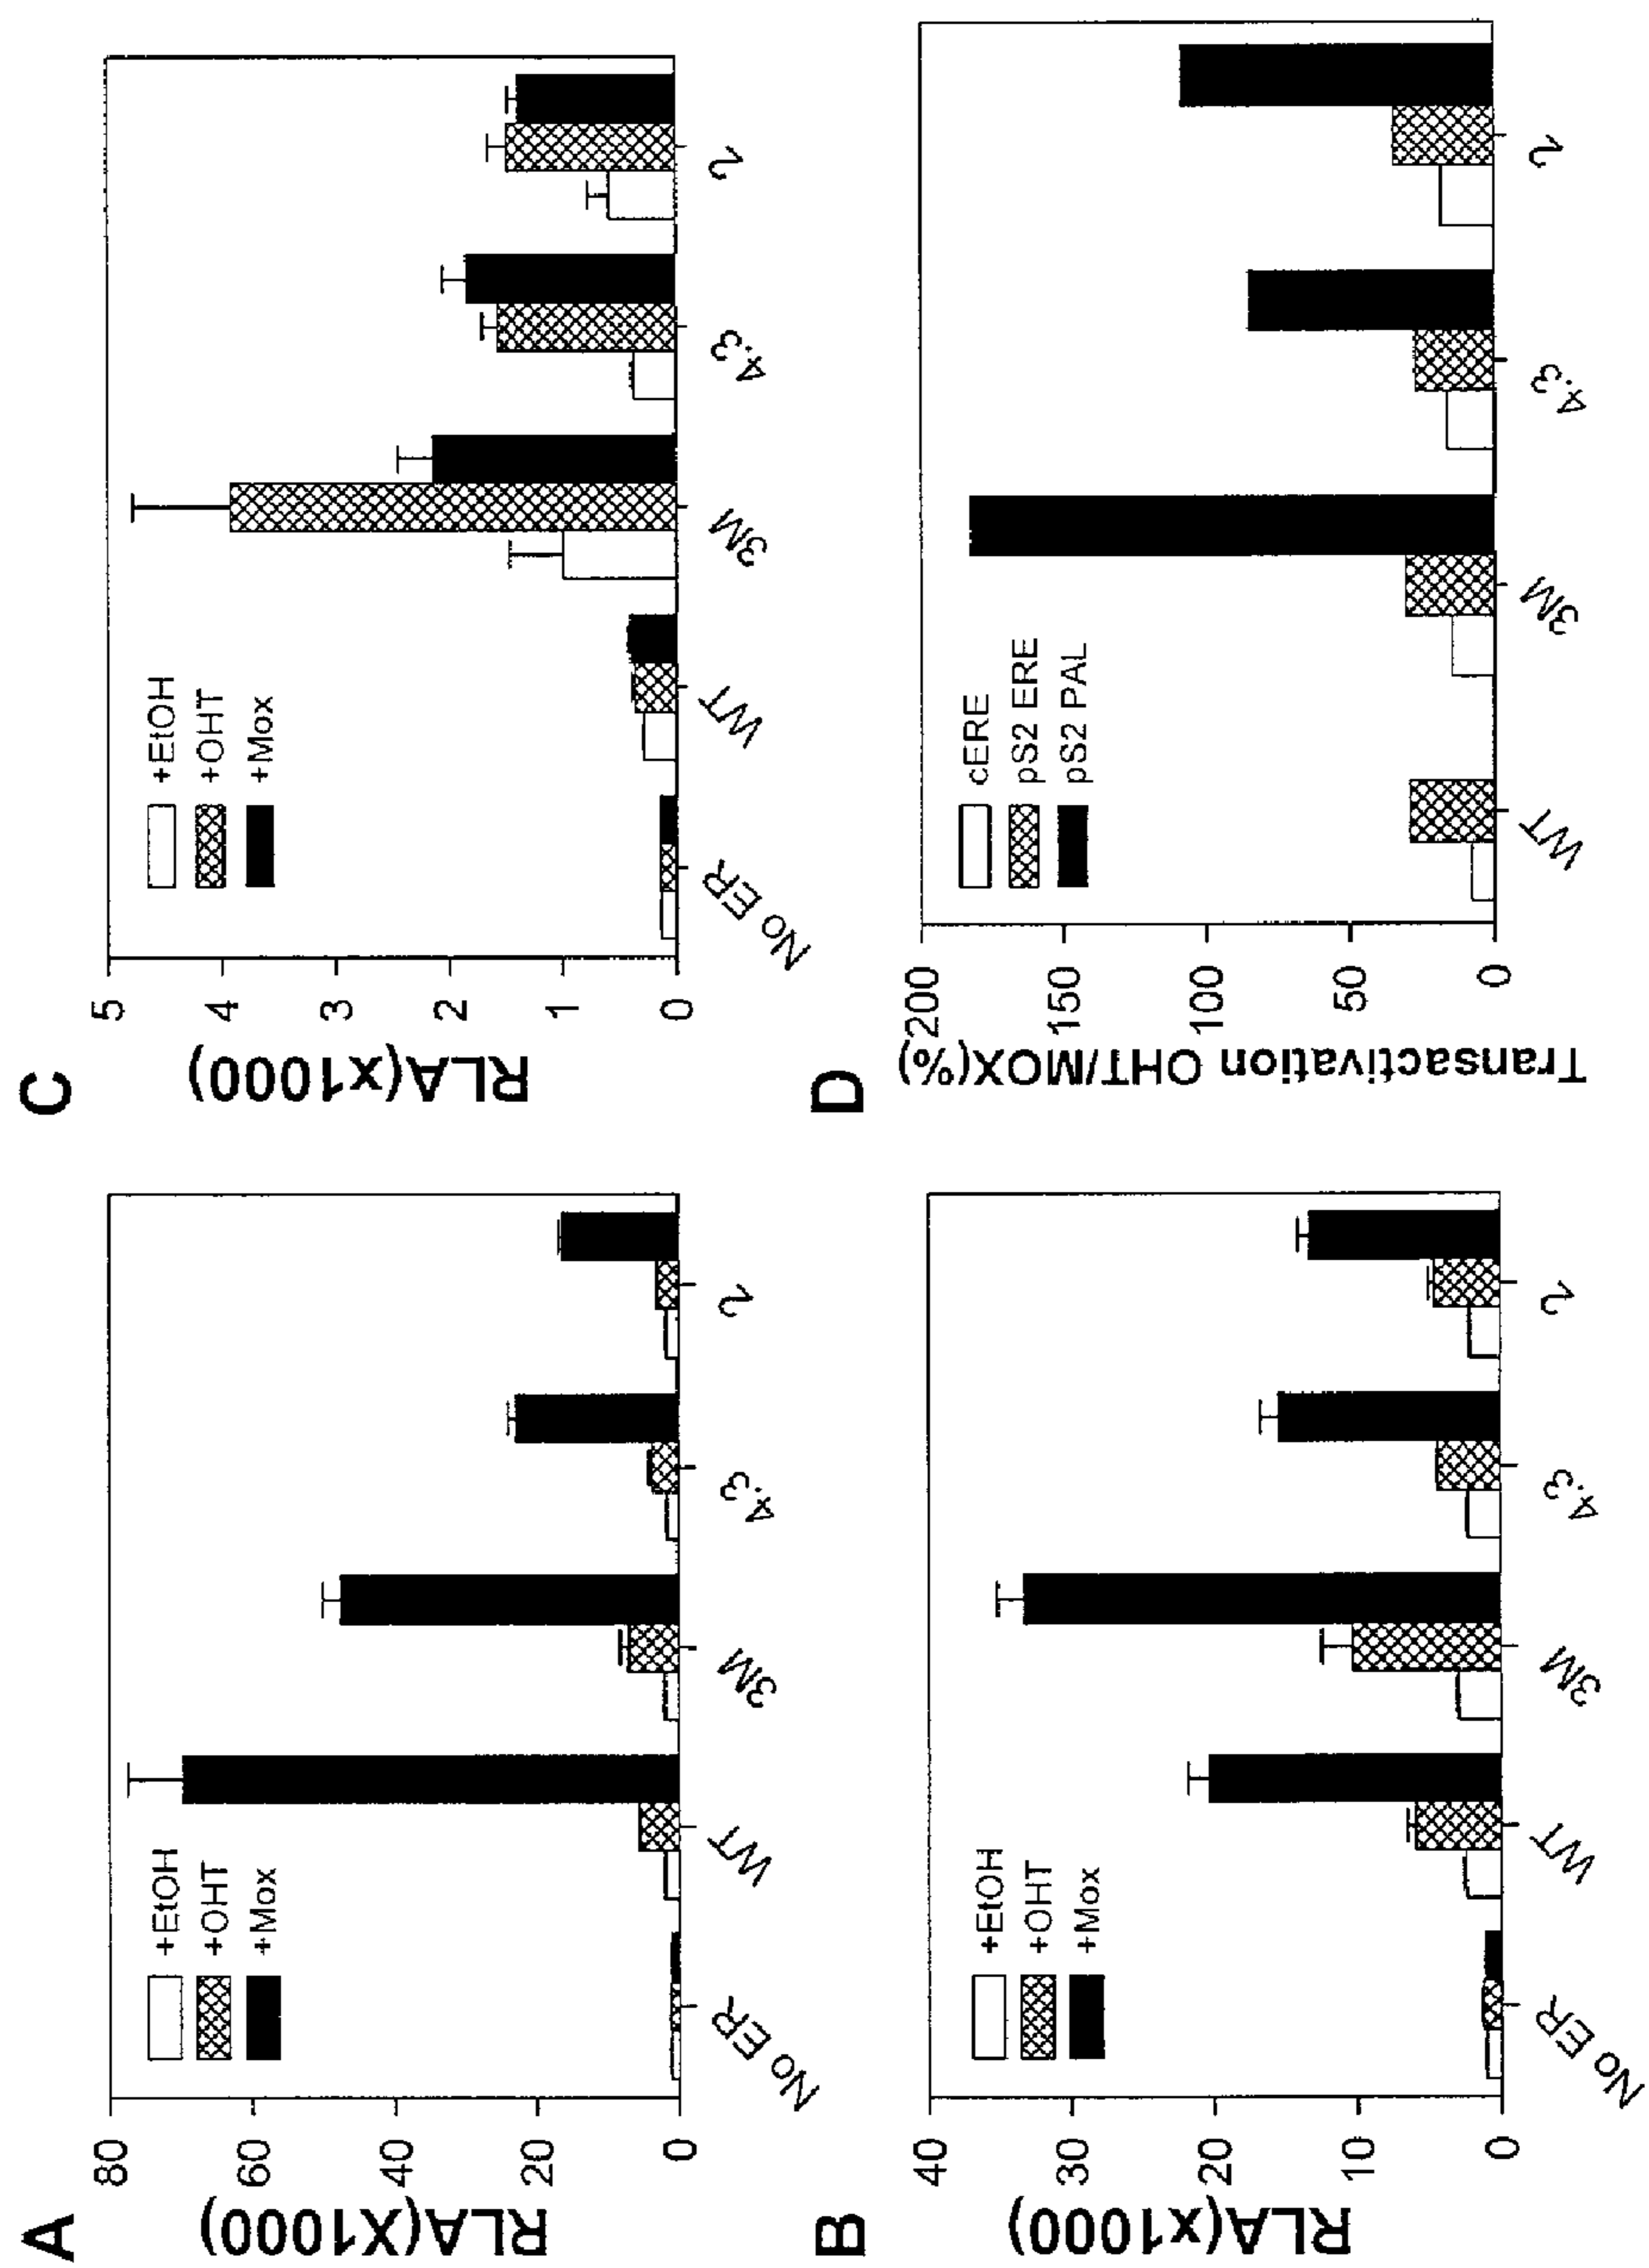 A
RLA(X1000)
80
60
40
20
0
+EtOH
+OHT
+Mox
No ER
WT
3M
4.3
2
B
RLA(x1000)
40
30
20
10
0
+EtOH
+OHT
+Mox
No ER
WT
3M
4.3
2
C
RLA(x1000)
5
4
3
2
1
0
+EtOH
+OHT
+Mox
No ER
WT
3M
4.3
2
D
Transactivation OHT/MOX(%)
200
150
100
50
0
cERE
pS2 ERE
pS2 PAL
WT
3M
4.3
2